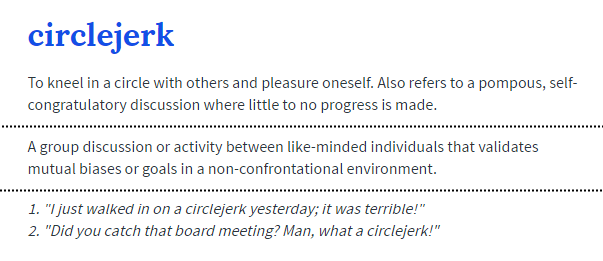 circlejerk
To kneel in a circle with others and pleasure oneself. Also refers to a pompous, self-
congratulatory discussion where little to no progress is made.
A group discussion or activity between like-minded individuals that validates
mutual biases or goals in a non-confrontational environment.
1. "I just walked in on a circlejerk yesterday; it was terrible!"
2. "Did you catch that board meeting? Man, what a circlejerk!"